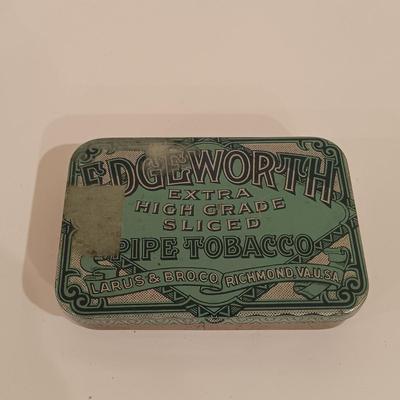 EDGEWORTH
EXTRA
HIGH GRADE
SLICED
PIPE TOBACCO
LARUS & BRO.CO. RICHMOND VA.U.S.A.